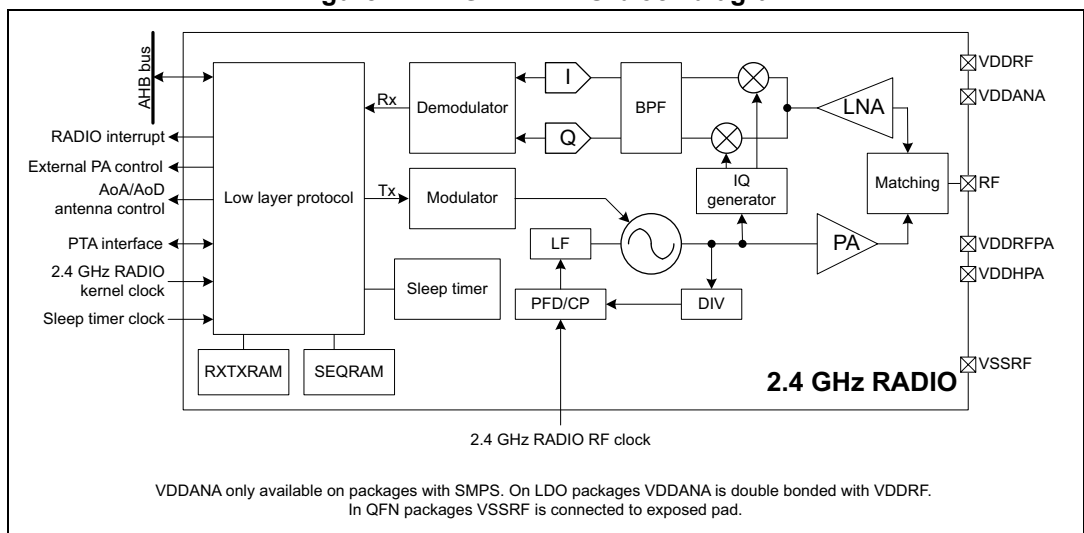 AHB bus
RADIO interrupt
External PA control
AoA/AoD
antenna control
PTA interface
2.4 GHz RADIO
kernel clock
Sleep timer clock
Low layer protocol
Rx
Tx
RXTXRAM
SEQRAM
Demodulator
Modulator
Sleep timer
I
Q
BPF
LNA
IQ
generator
Matching
LF
PFD/CP
DIV
PA
VDDRF
VDDANA
RF
VDDRFPA
VDDHPA
VSSRF
2.4 GHz RADIO
2.4 GHz RADIO RF clock
VDDANA only available on packages with SMPS. On LDO packages VDDANA is double bonded with VDDRF.
In QFN packages VSSRF is connected to exposed pad.